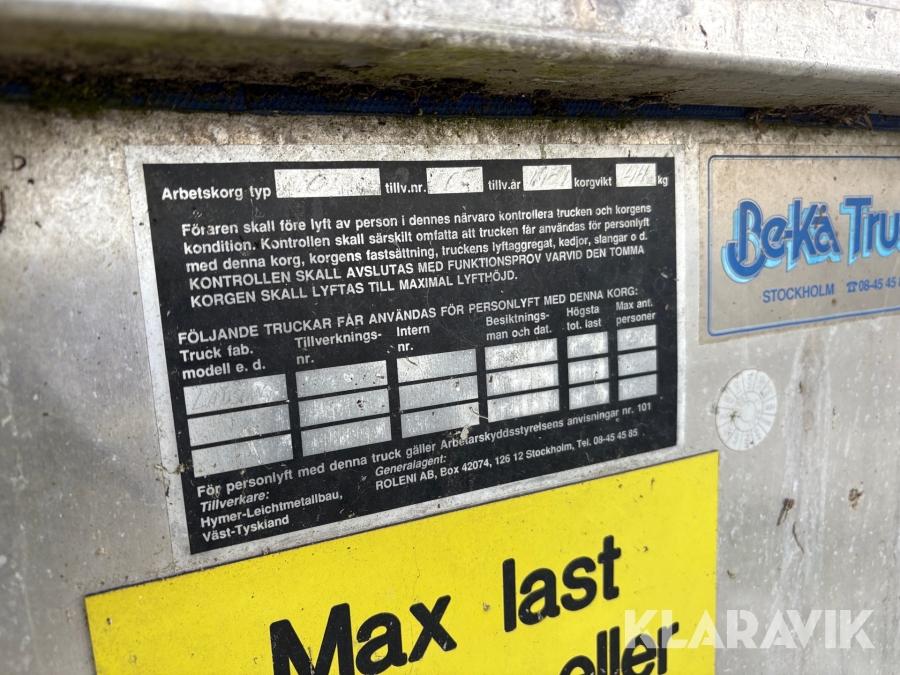 Arbetskorg typ tillv.nr. tillv.år korgvikt kg
Föraren skall före lyft av person i dennes närvaro kontrollera trucken och korgens
kondition. Kontrollen skall särskilt omfatta att trucken får användas för personlyft
med denna korg, korgens fastsättning, truckens lyftaggregat, kedjor, slangar o d.
KONTROLLEN SKALL AVSLUTAS MED FUNKTIONSPROV VARVID DEN TOMMA
KORGEN SKALL LYFTAS TILL MAXIMAL LYFTHÖJD.
FÖLJANDE TRUCKAR FÅR ANVÄNDAS FÖR PERSONLYFT MED DENNA KORG:
Truck fab. Tillverknings- Intern Besiktnings- Högsta Max ant.
modell e. d. nr. nr. man och dat. tot. last personer
För personlyft med denna truck gäller Arbetarskyddsstyrelsens anvisningar nr. 101
Tillverkare: Generalagent:
Hymer-Leichtmetallbau, ROLENI AB, Box 42074, 126 12 Stockholm, Tel. 08-45 45 85
Väst-Tyskland
Be-Kå Tru
STOCKHOLM ☎08-45 45 8
Max last
eller
KLARAVIK